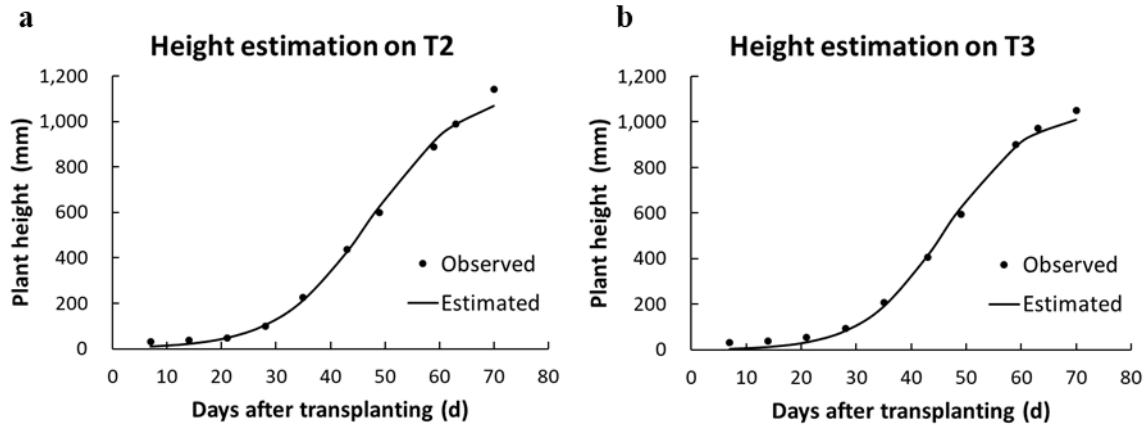 a
Height estimation on T2
1,200
1,000
800
600
400
200
0
Plant height (mm)
Observed
Estimated
0 10 20 30 40 50 60 70 80
Days after transplanting (d)
b
Height estimation on T3
1,200
1,000
800
600
400
200
0
Plant height (mm)
Observed
Estimated
0 10 20 30 40 50 60 70 80
Days after transplanting (d)